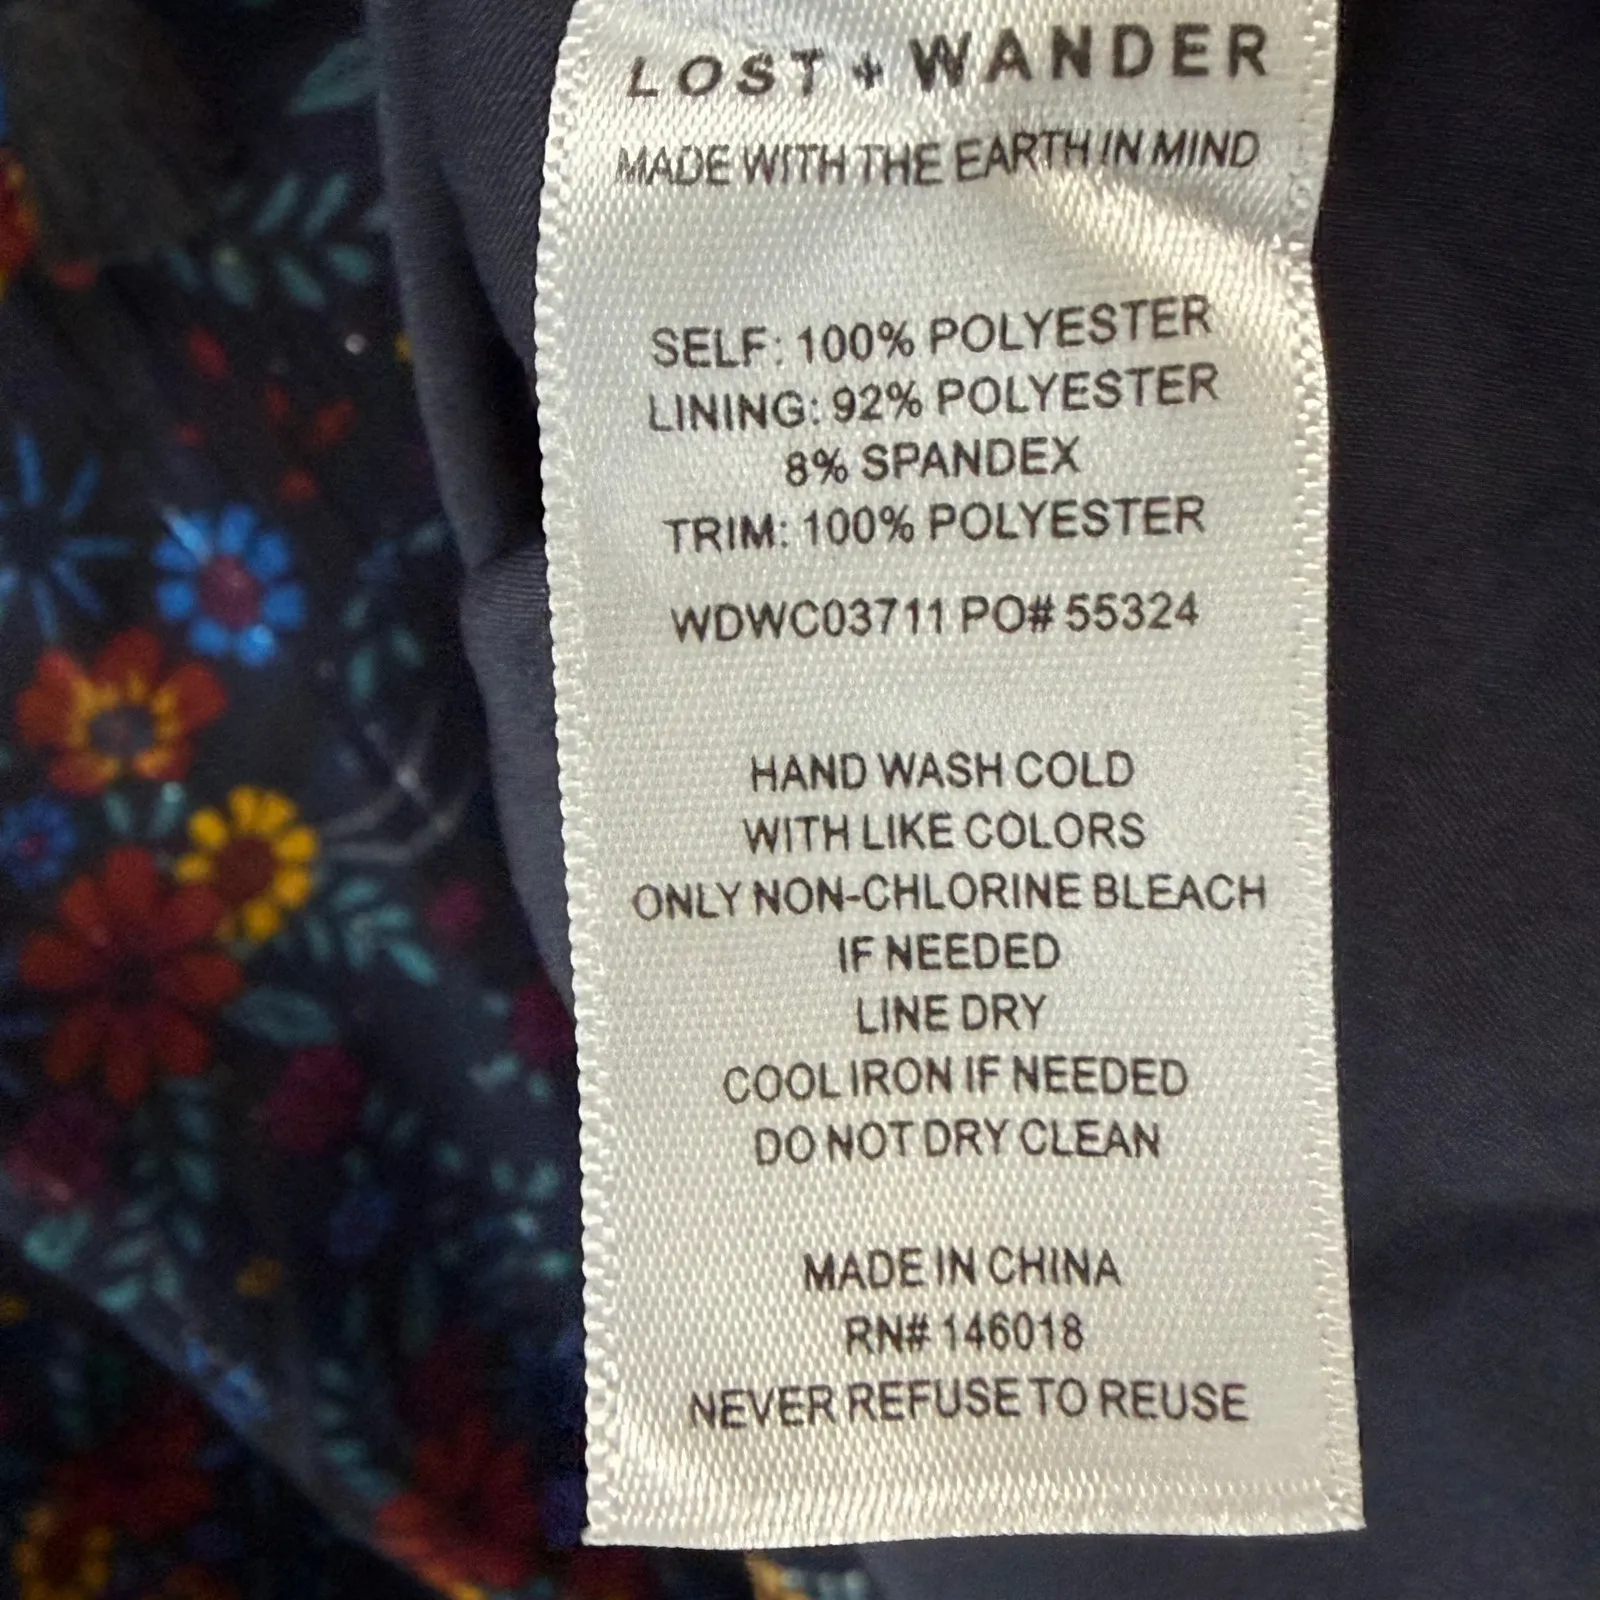 LOST + WANDER
MADE WITH THE EARTH IN MIND
SELF: 100% POLYESTER
LINING: 92% POLYESTER
8% SPANDEX
TRIM: 100% POLYESTER
WDWC03711 PO# 55324
HAND WASH COLD
WITH LIKE COLORS
ONLY NON-CHLORINE BLEACH
IF NEEDED
LINE DRY
COOL IRON IF NEEDED
DO NOT DRY CLEAN
MADE IN CHINA
RN# 146018
NEVER REFUSE TO REUSE